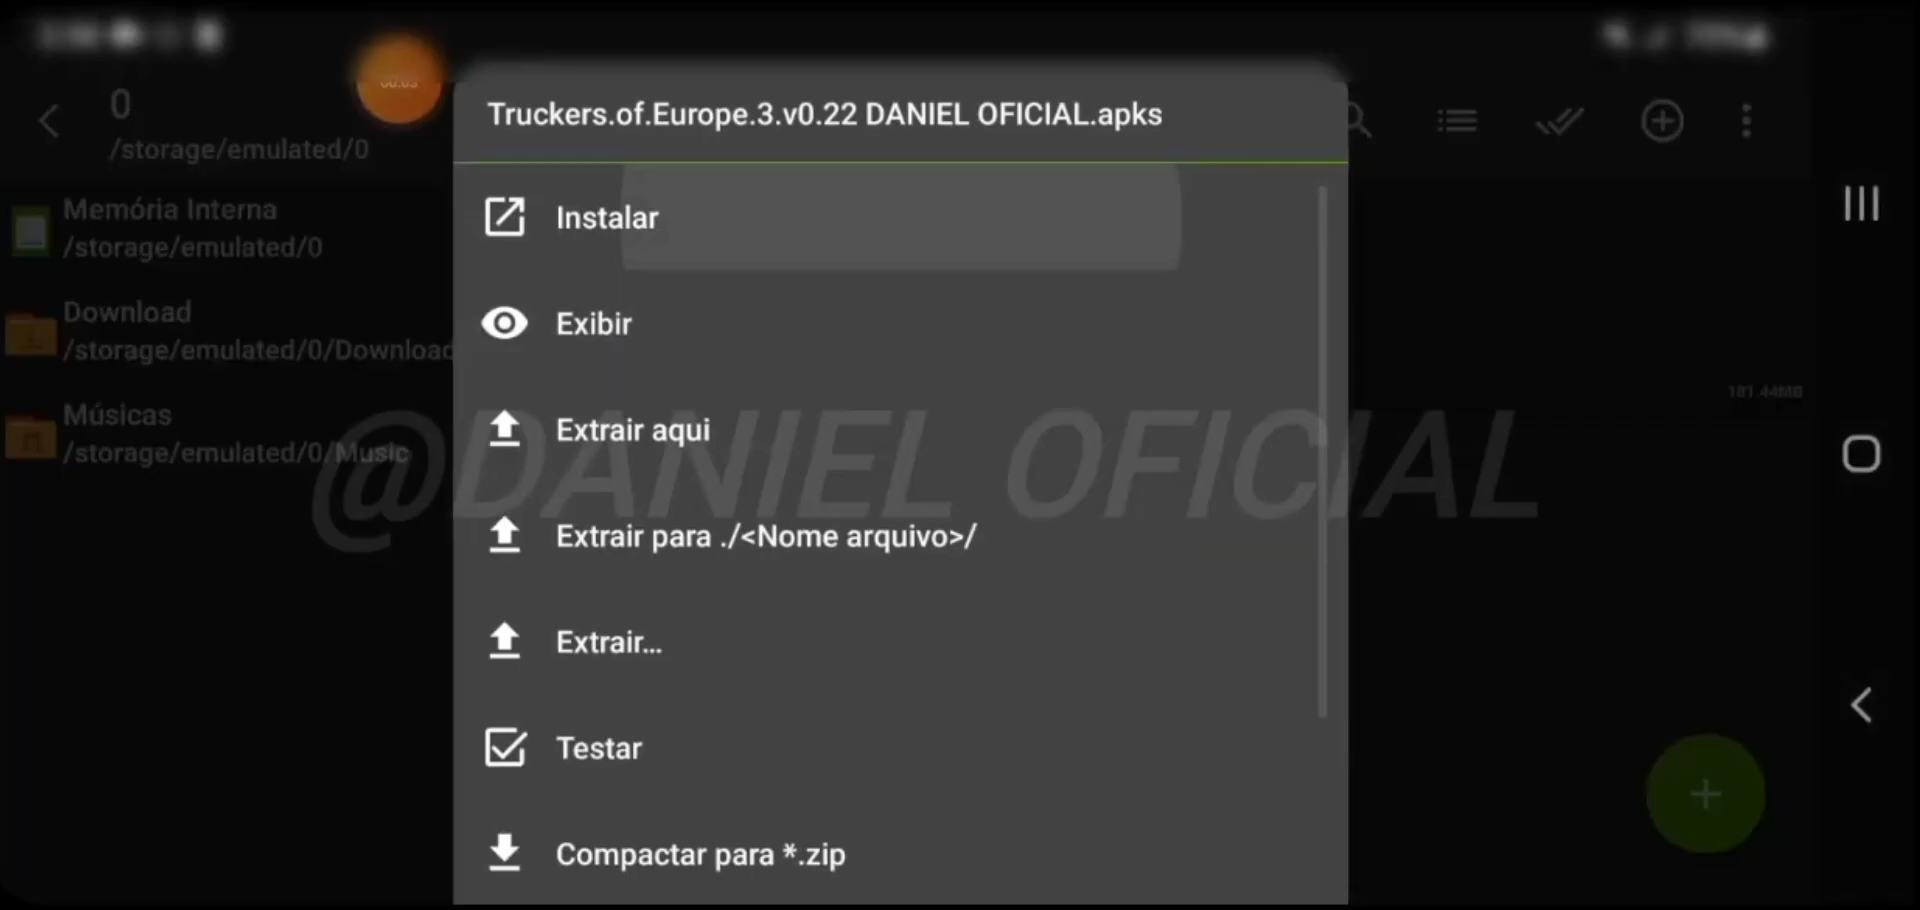 0
/storage/emulated/0
Memória Interna
/storage/emulated/0
Download
/storage/emulated/0/Download
Músicas
/storage/emulated/0/Music
Truckers.of.Europe.3.v0.22 DANIEL OFICIAL.apks
Instalar
Exibir
Extrair aqui
Extrair para ./<Nome arquivo>/
Extrair...
Testar
Compactar para *.zip
181.44MB
@DANIEL OFICIAL